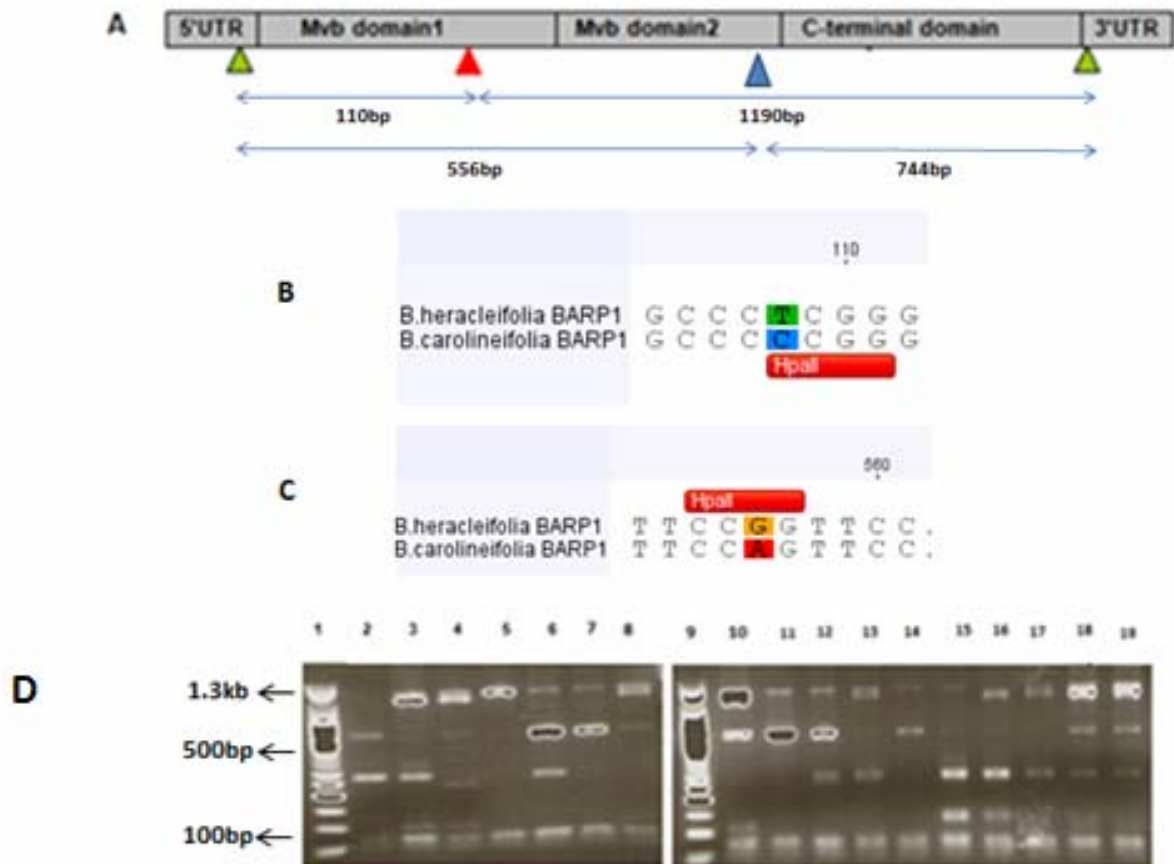 A
5'UTR Mvb domain1 Mvb domain2 C-terminal domain 3'UTR
110bp 1190bp
556bp 744bp
B
110
B.heracleifolia BARP1 G C C C T C G G G
B.carolineifolia BARP1 G C C C C C G G G
HpaII
C
560
HpaII
B.heracleifolia BARP1 T T C C G G T T C C .
B.carolineifolia BARP1 T T C C A G T T C C .
1 2 3 4 5 6 7 8 9 10 11 12 13 14 15 16 17 18 19
D
1.3kb
500bp
100bp